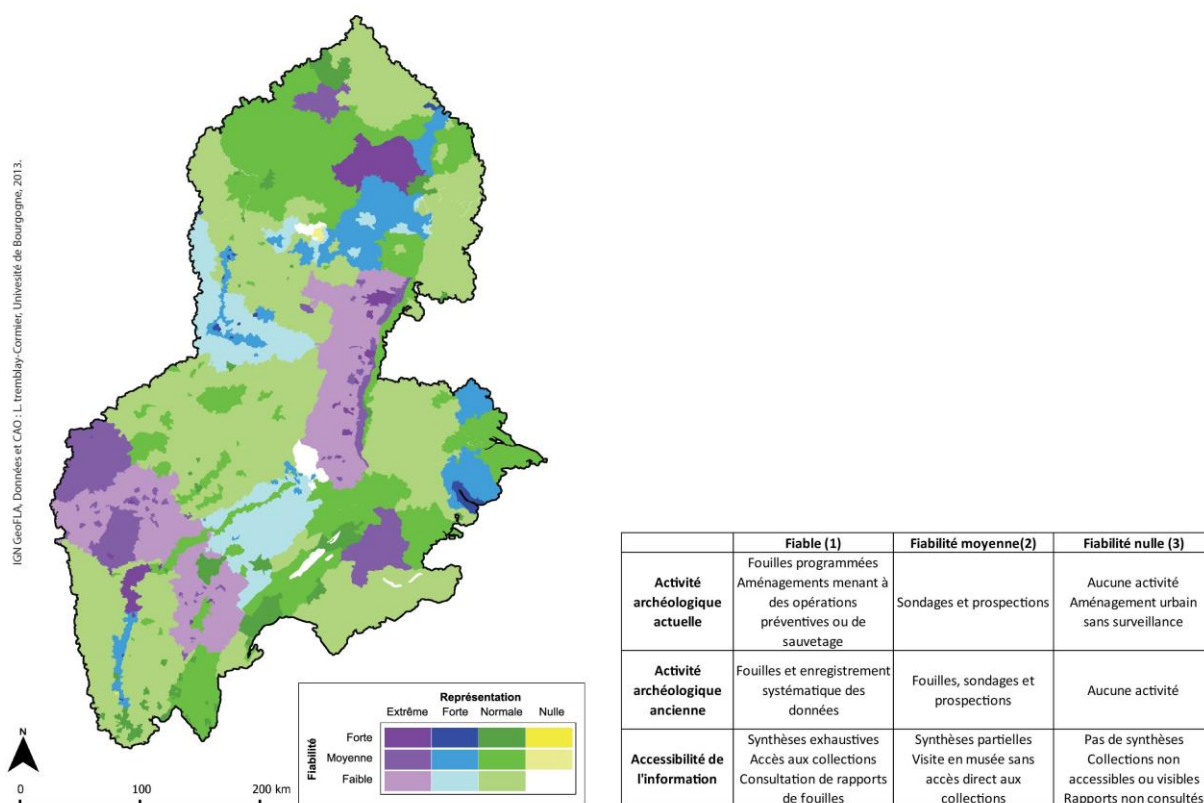 IGN GeoFLA, Données et CAO : L. tremblay-Cormier, Univesité de Bourgogne, 2013.
N
0 100 200 km
Représentation
Extrême Forte Normale Nulle
Fiabilité
Forte
Moyenne
Faible
Fiable (1) Fiabilité moyenne(2) Fiabilité nulle (3)
Activité
archéologique
actuelle
Fouilles programmées
Aménagements menant à
des opérations
préventives ou de
sauvetage
Sondages et prospections
Aucune activité
Aménagement urbain
sans surveillance
Activité
archéologique
ancienne
Fouilles et enregistrement
systématique des
données
Fouilles, sondages et
prospections
Aucune activité
Accessibilité de
l'information
Synthèses exhaustives
Accès aux collections
Consultation de rapports
de fouilles
Synthèses partielles
Visite en musée sans
accès direct aux
collections
Pas de synthèses
Collections non
accessibles ou visibles
Rapports non consultés